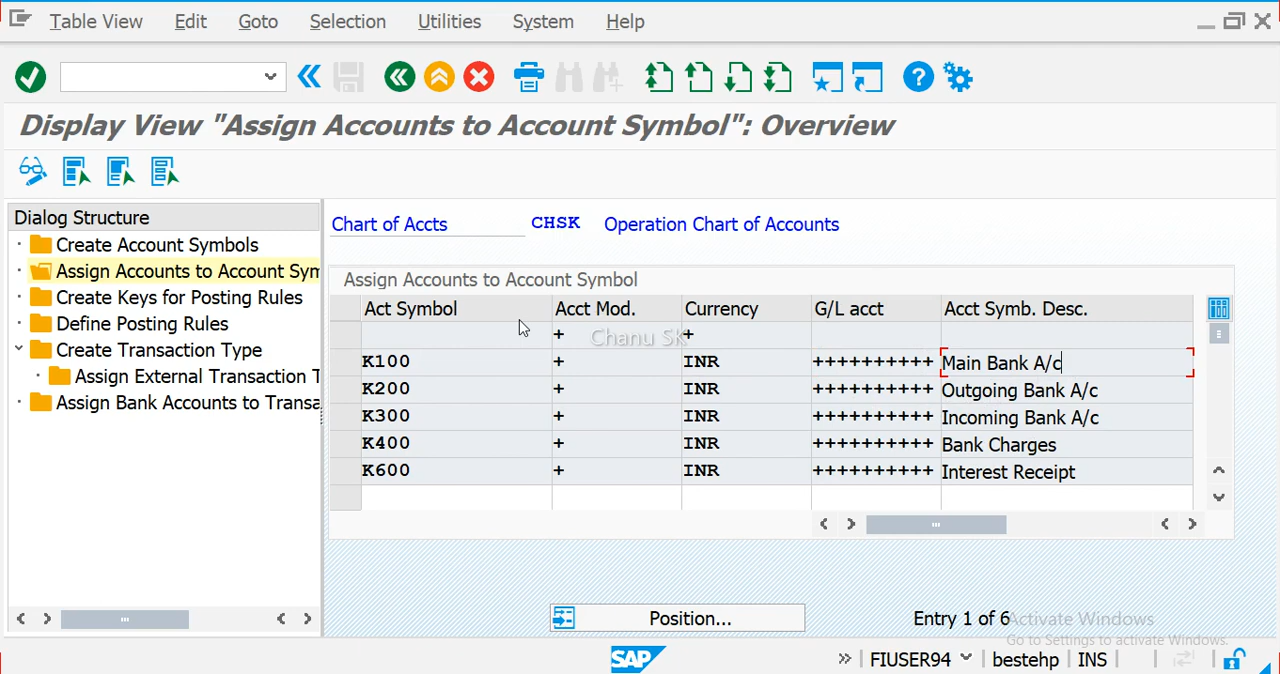 Table View Edit Goto Selection Utilities System Help
Display View "Assign Accounts to Account Symbol": Overview
Dialog Structure
Create Account Symbols
Assign Accounts to Account Sym
Create Keys for Posting Rules
Define Posting Rules
Create Transaction Type
Assign External Transaction T
Assign Bank Accounts to Transa
Chart of Accts CHSK Operation Chart of Accounts
Assign Accounts to Account Symbol
Act Symbol Acct Mod. Currency G/L acct Acct Symb. Desc.
+ Chanu SK +
K100 + INR ++++++++++ Main Bank A/c
K200 + INR ++++++++++ Outgoing Bank A/c
K300 + INR ++++++++++ Incoming Bank A/c
K400 + INR ++++++++++ Bank Charges
K600 + INR ++++++++++ Interest Receipt
Position... Entry 1 of 6
Activate Windows
Go to Settings to activate Windows.
SAP FIUSER94 bestehp INS